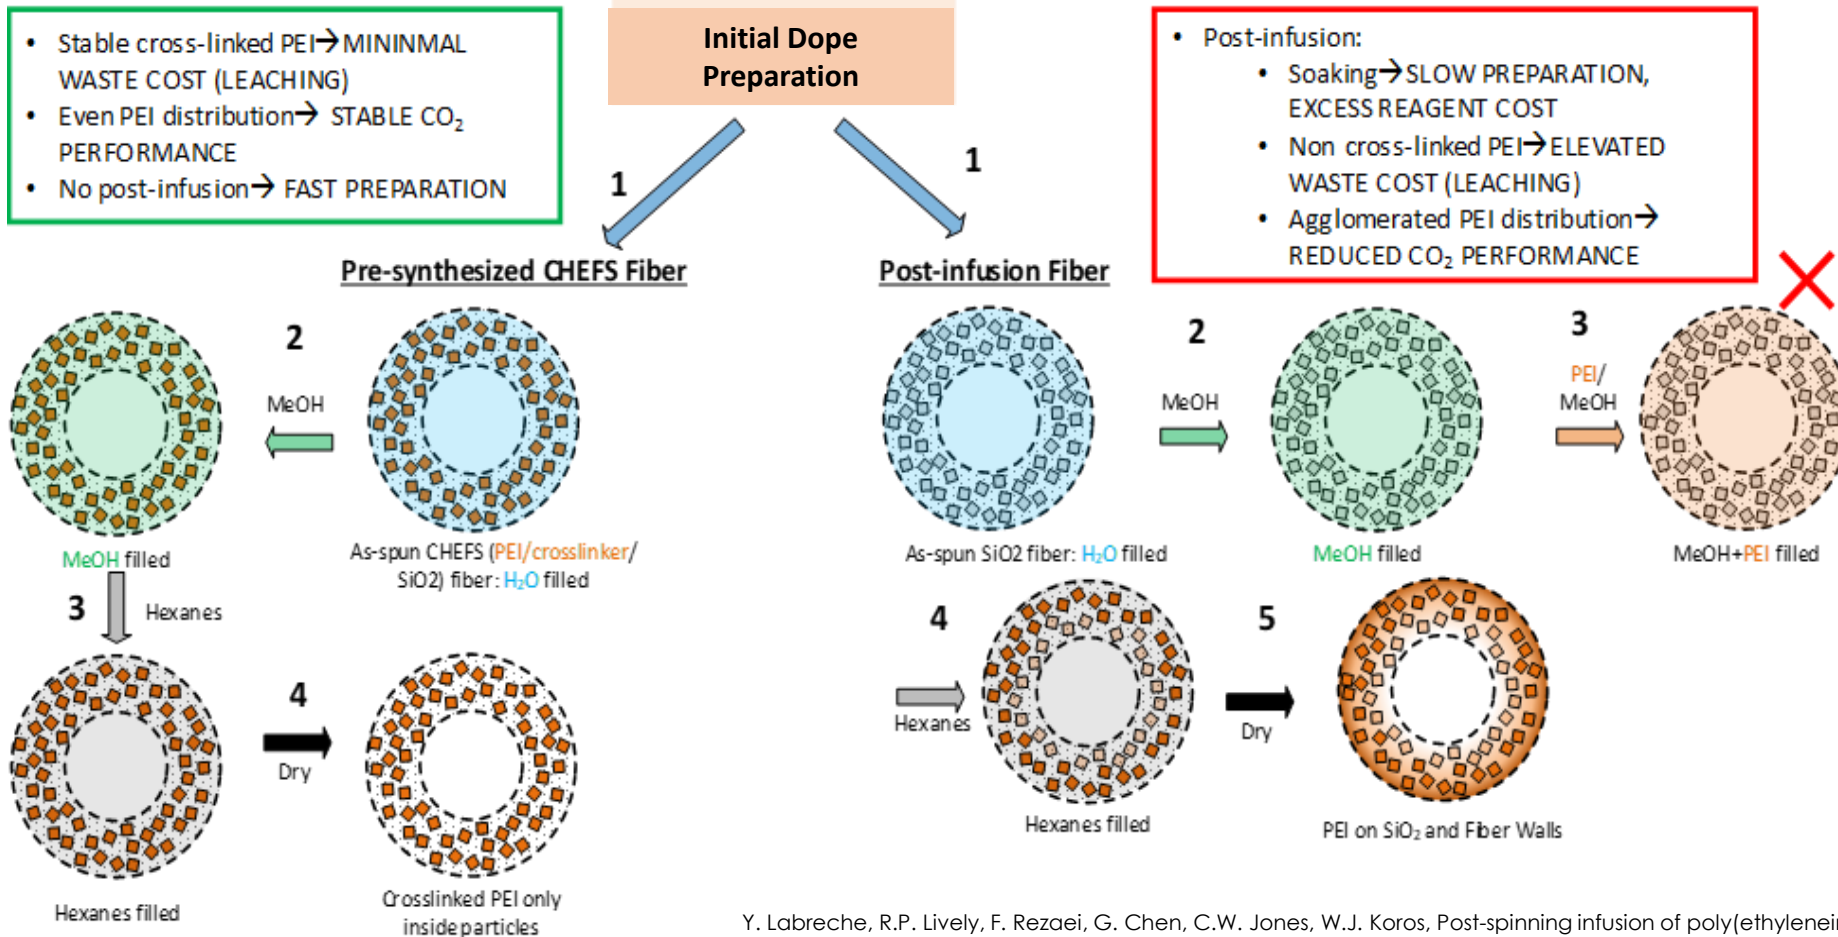 • Stable cross-linked PEI→MININMAL
WASTE COST (LEACHING)
• Even PEI distribution→ STABLE CO₂
PERFORMANCE
• No post-infusion→ FAST PREPARATION
Initial Dope
Preparation
• Post-infusion:
• Soaking→SLOW PREPARATION,
EXCESS REAGENT COST
• Non cross-linked PEI→ELEVATED
WASTE COST (LEACHING)
• Agglomerated PEI distribution→
REDUCED CO₂ PERFORMANCE
1
1
Pre-synthesized CHEFS Fiber
Post-infusion Fiber
2
MeOH
2
MeOH
3
PEI/
MeOH
MeOH filled
As-spun CHEFS (PEI/crosslinker/
SiO2) fiber: H₂O filled
As-spun SiO2 fiber: H₂O filled
MeOH filled
MeOH+PEI filled
3
Hexanes
4
Dry
4
Hexanes
5
Dry
Hexanes filled
Crosslinked PEI only
inside particles
Hexanes filled
PEI on SiO₂ and Fiber Walls
Y. Labreche, R.P. Lively, F. Rezaei, G. Chen, C.W. Jones, W.J. Koros, Post-spinning infusion of poly(ethylenei